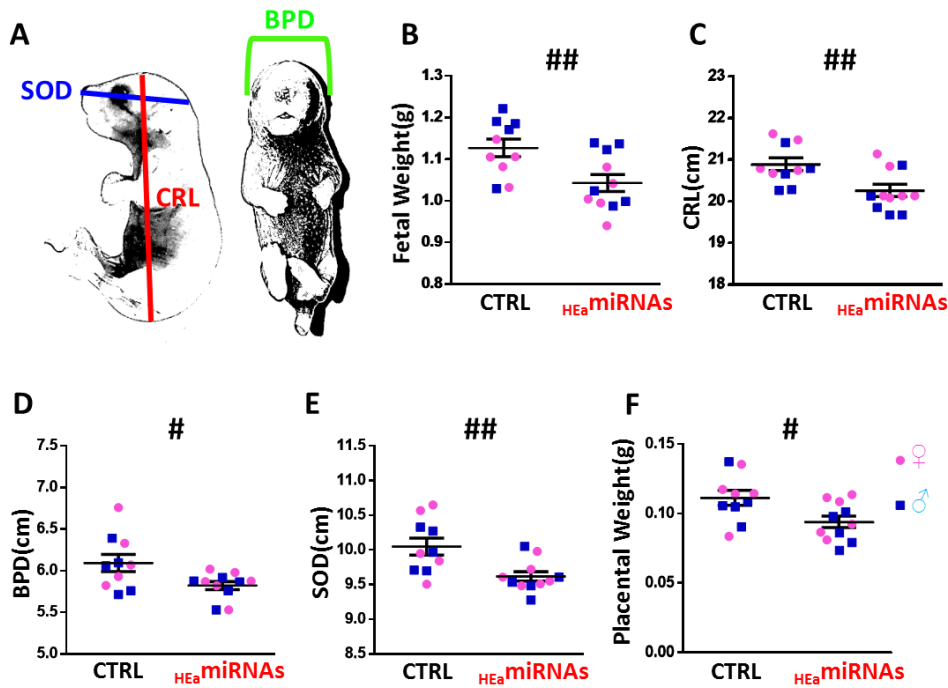 A
BPD
SOD
CRL
B
##
Fetal Weight(g)
1.3
1.2
1.1
1.0
0.9
0.8
CTRL
HEamiRNAs
C
##
CRL(cm)
23
22
21
20
19
18
CTRL
HEamiRNAs
D
#
BPD(cm)
7.5
7.0
6.5
6.0
5.5
5.0
CTRL
HEamiRNAs
E
##
SOD(cm)
11.5
11.0
10.5
10.0
9.5
9.0
8.5
CTRL
HEamiRNAs
F
#
Placental Weight(g)
0.15
0.10
0.05
0.00
CTRL
HEamiRNAs
♀
♂